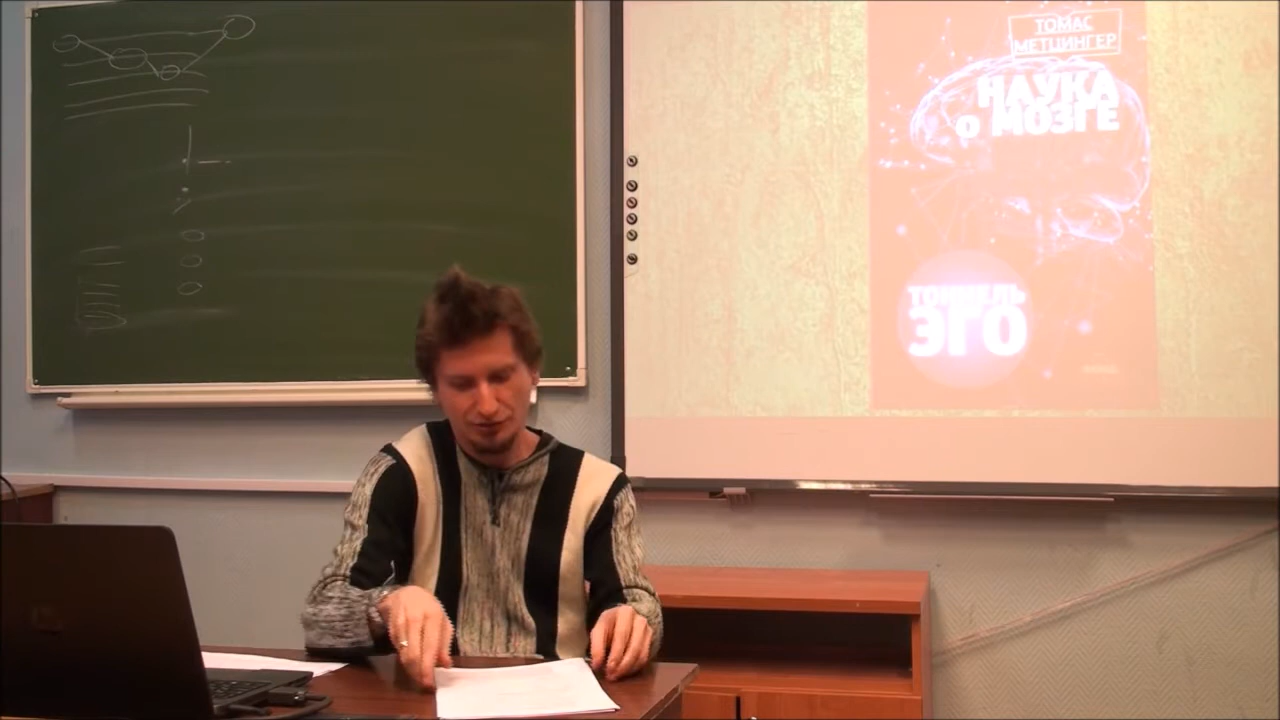 ТОМАС
МЕТЦИНГЕР
НАУКА
о МОЗГЕ
ТОННЕЛЬ
ЭГО